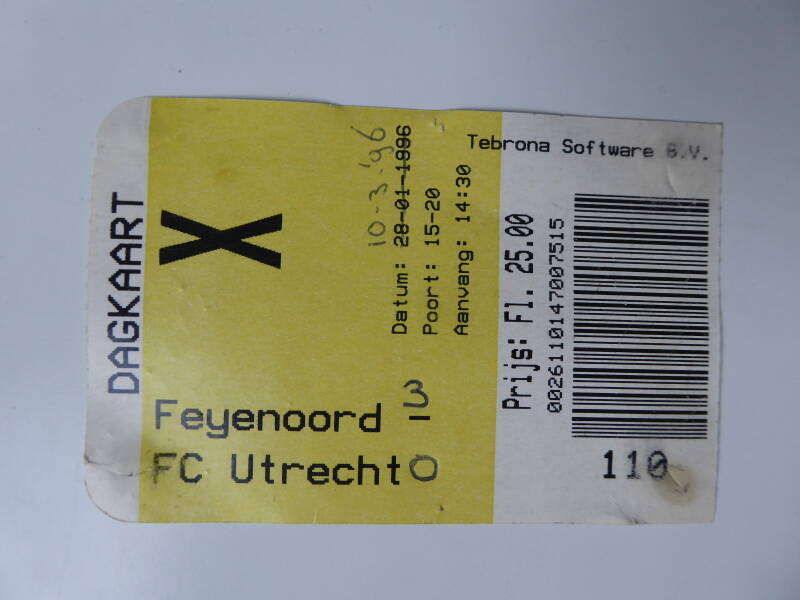 DAGKAART
X
10-3-'96
Datum: 28-01-1996
Poort: 15-20
Aanvang: 14:30
Feyenoord - 3
FC Utrecht 0
Tebrona Software B.V.
Prijs: Fl. 25.00
0026110147007515
110